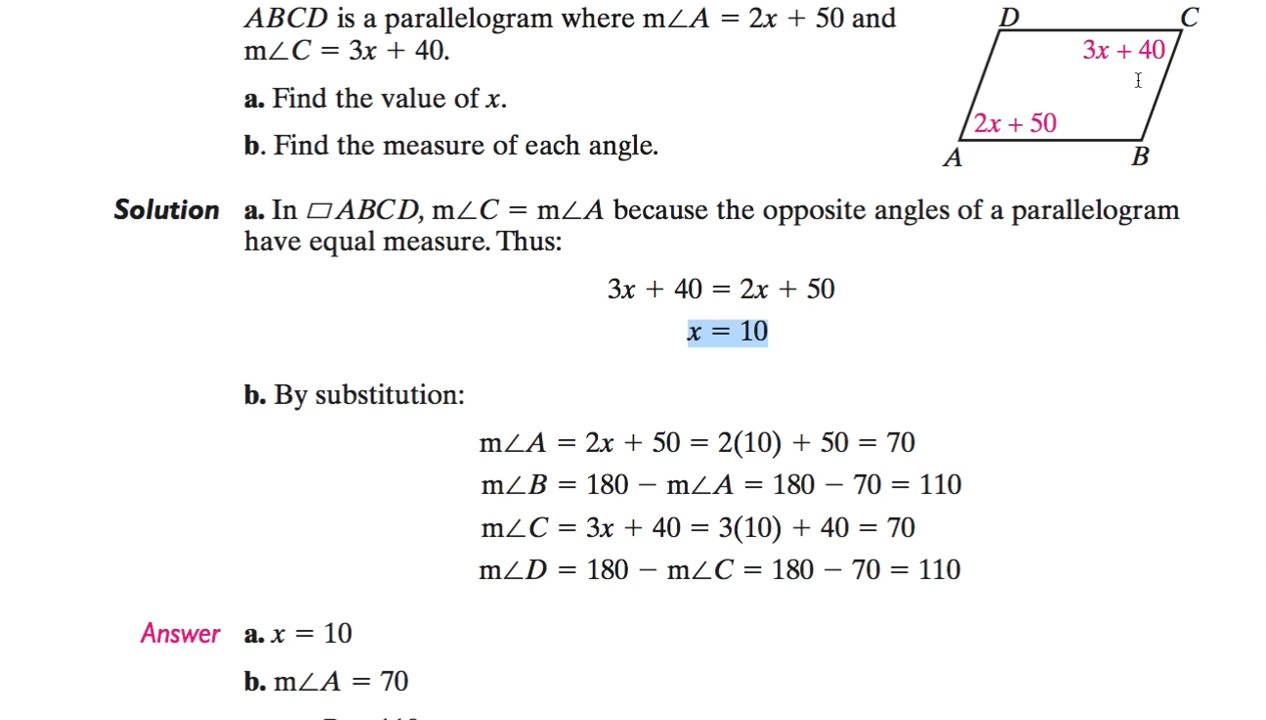 ABCD is a parallelogram where m∠A = 2x + 50 and
m∠C = 3x + 40.
a. Find the value of x.
b. Find the measure of each angle.
D
C
3x + 40
2x + 50
A
B
Solution a. In ▱ABCD, m∠C = m∠A because the opposite angles of a parallelogram
have equal measure. Thus:
3x + 40 = 2x + 50
x = 10
b. By substitution:
m∠A = 2x + 50 = 2(10) + 50 = 70
m∠B = 180 − m∠A = 180 − 70 = 110
m∠C = 3x + 40 = 3(10) + 40 = 70
m∠D = 180 − m∠C = 180 − 70 = 110
Answer a. x = 10
b. m∠A = 70